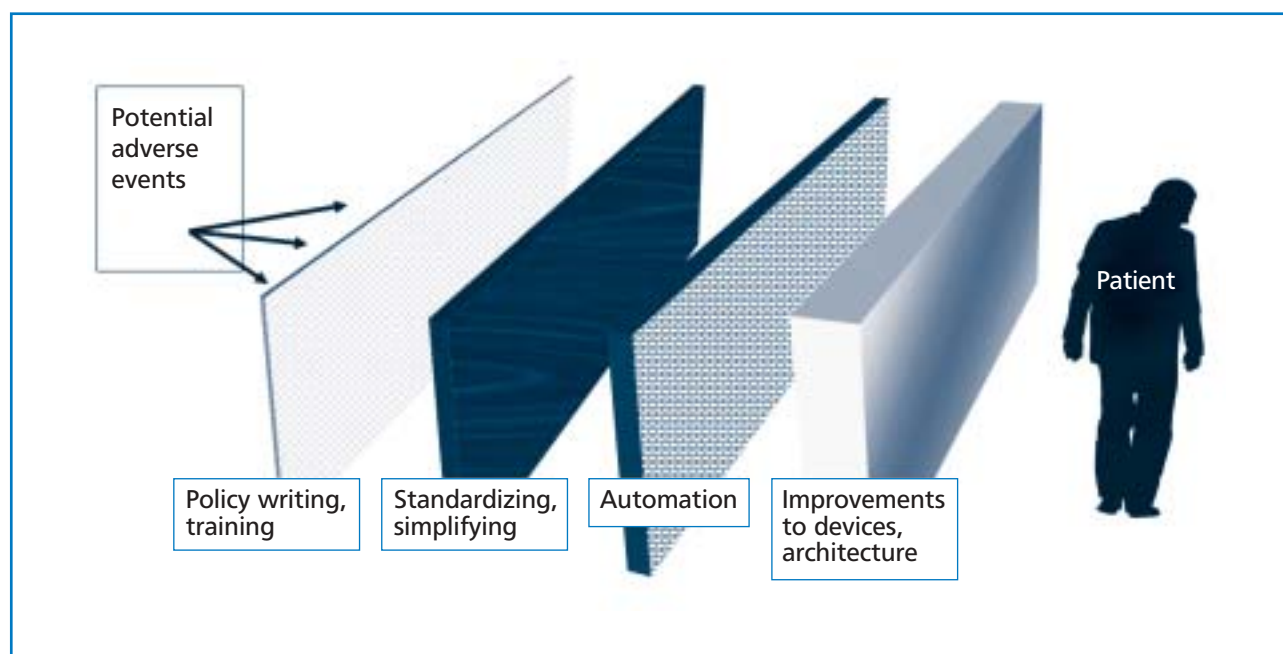 Potential
adverse
events
Patient
Policy writing,
training
Standardizing,
simplifying
Automation
Improvements
to devices,
architecture